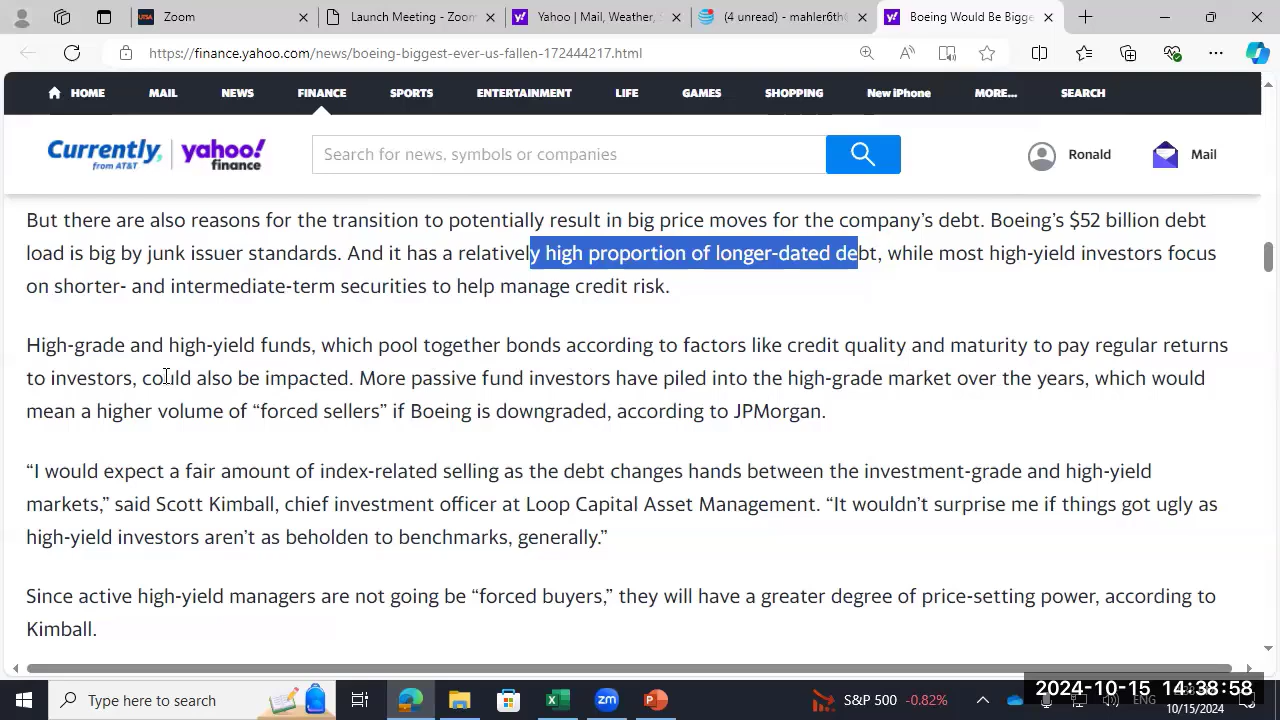 Zoom
Launch Meeting - Zoom
Yahoo | Mail, Weather,
(4 unread) - mahler6th
Boeing Would Be Bigge
https://finance.yahoo.com/news/boeing-biggest-ever-us-fallen-172444217.html
HOME MAIL NEWS FINANCE SPORTS ENTERTAINMENT LIFE GAMES SHOPPING New iPhone MORE... SEARCH
Currently, from AT&T yahoo! finance
Search for news, symbols or companies
Ronald Mail
But there are also reasons for the transition to potentially result in big price moves for the company’s debt. Boeing’s $52 billion debt
load is big by junk issuer standards. And it has a relatively high proportion of longer-dated debt, while most high-yield investors focus
on shorter- and intermediate-term securities to help manage credit risk.
High-grade and high-yield funds, which pool together bonds according to factors like credit quality and maturity to pay regular returns
to investors, could also be impacted. More passive fund investors have piled into the high-grade market over the years, which would
mean a higher volume of “forced sellers” if Boeing is downgraded, according to JPMorgan.
“I would expect a fair amount of index-related selling as the debt changes hands between the investment-grade and high-yield
markets,” said Scott Kimball, chief investment officer at Loop Capital Asset Management. “It wouldn’t surprise me if things got ugly as
high-yield investors aren’t as beholden to benchmarks, generally.”
Since active high-yield managers are not going be “forced buyers,” they will have a greater degree of price-setting power, according to
Kimball.
Type here to search
S&P 500 -0.82%
ENG
2024-10-15 14:38:58
10/15/2024